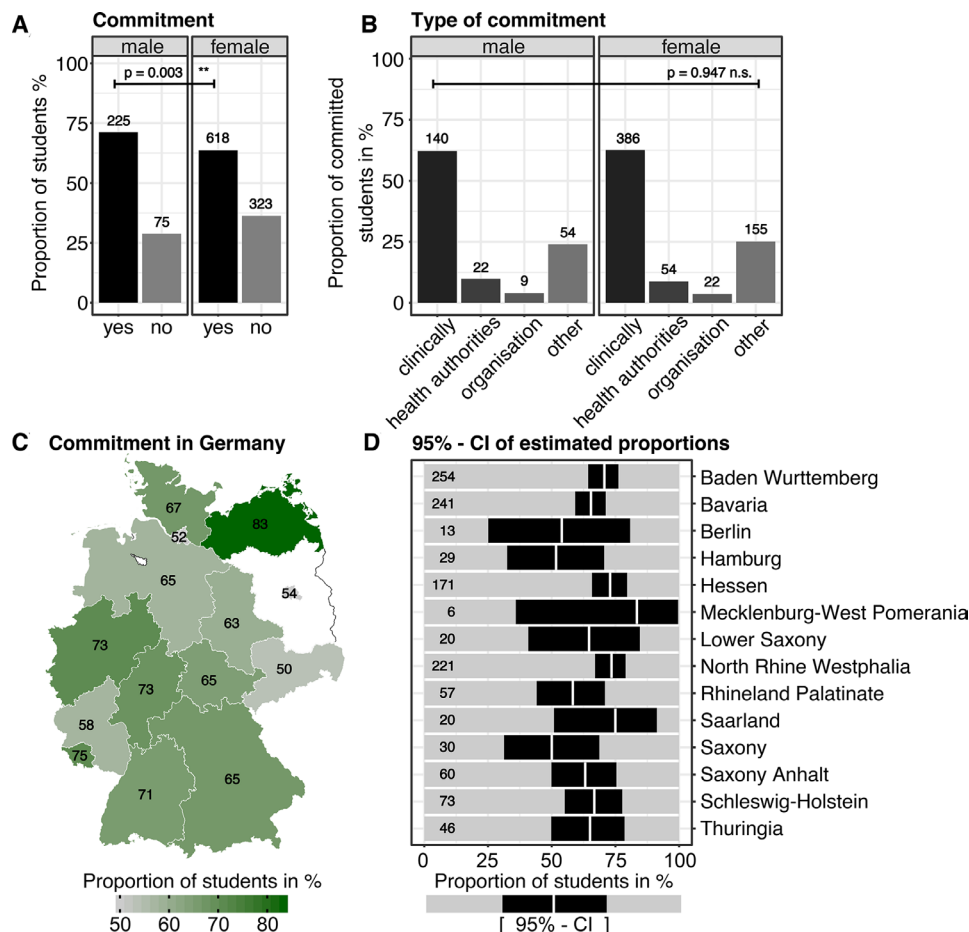 A Commitment
male female
Proportion of students %
100
75
50
25
0
p = 0.003 **
225
75
618
323
yes no yes no
B Type of commitment
male female
Proportion of committed
students in %
100
75
50
25
0
p = 0.947 n.s.
140
22
9
54
386
54
22
155
clinically
health authorities
organisation
other
clinically
health authorities
organisation
other
C Commitment in Germany
67
83
52
65
54
63
73
50
73
65
58
75
71
65
Proportion of students in %
50 60 70 80
D 95% - CI of estimated proportions
254 Baden Wurttemberg
241 Bavaria
13 Berlin
29 Hamburg
171 Hessen
6 Mecklenburg-West Pomerania
20 Lower Saxony
221 North Rhine Westphalia
57 Rhineland Palatinate
20 Saarland
30 Saxony
60 Saxony Anhalt
73 Schleswig-Holstein
46 Thuringia
0 25 50 75 100
Proportion of students in %
[ 95% - CI ]